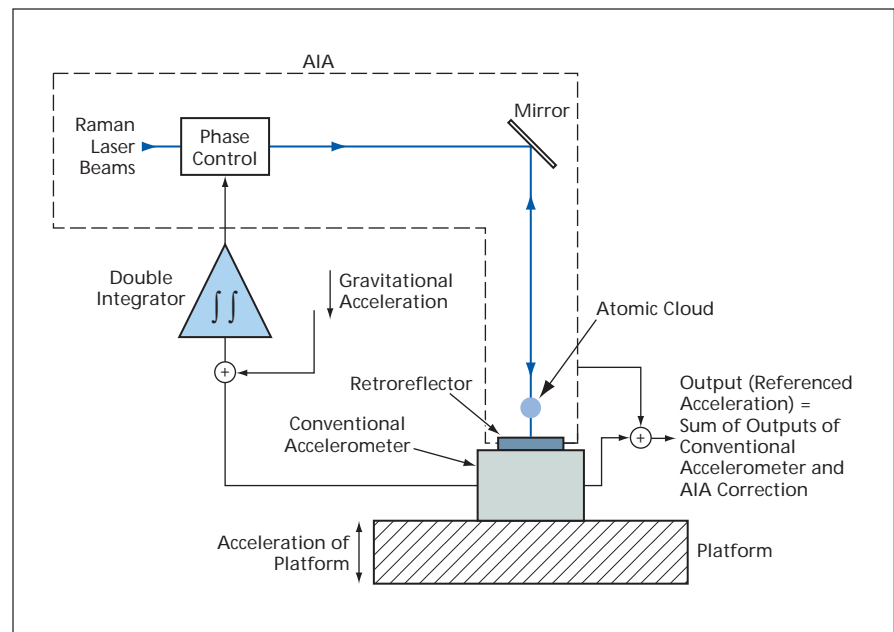 AIA
Mirror
Raman
Laser
Beams
Phase
Control
Double
Integrator
∫∫
Gravitational
Acceleration
Atomic Cloud
Retroreflector
Conventional
Accelerometer
+
+
Output (Referenced
Acceleration) =
Sum of Outputs of
Conventional
Accelerometer and
AIA Correction
Acceleration of
Platform
Platform